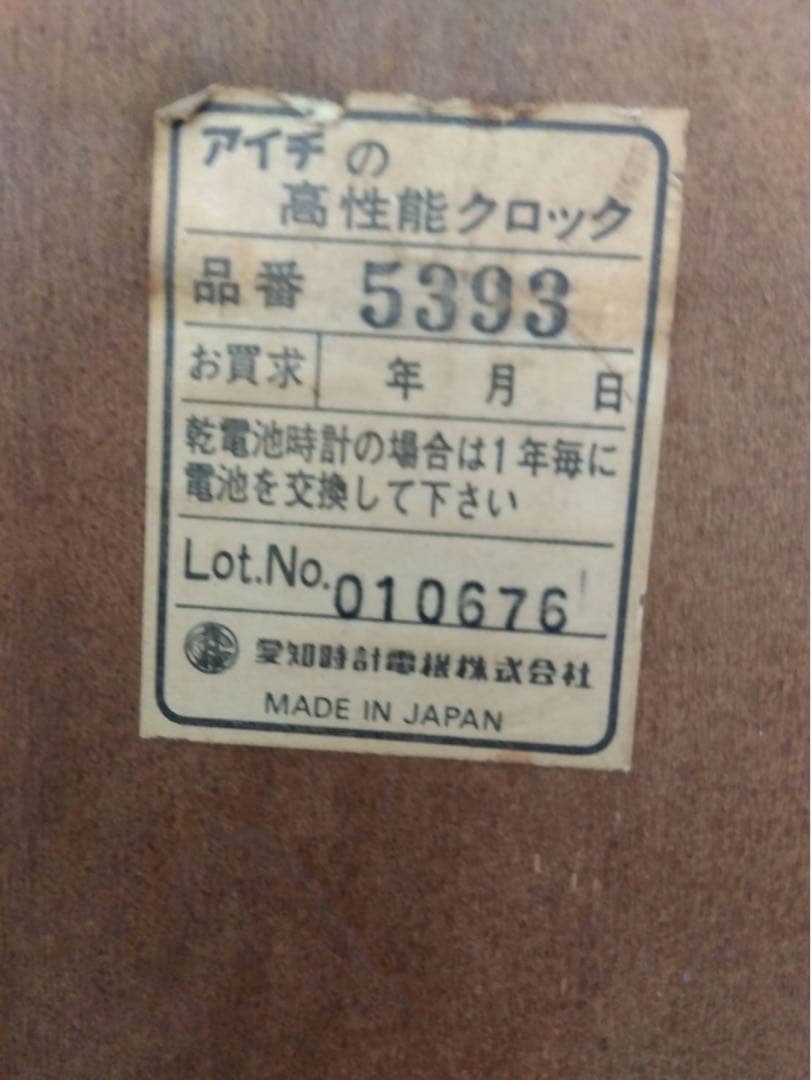 アイチの
高性能クロック
品番 5393
お買求 年 月 日
乾電池時計の場合は1年毎に
電池を交換して下さい
Lot.No. 010676
愛知時計電機株式会社
MADE IN JAPAN